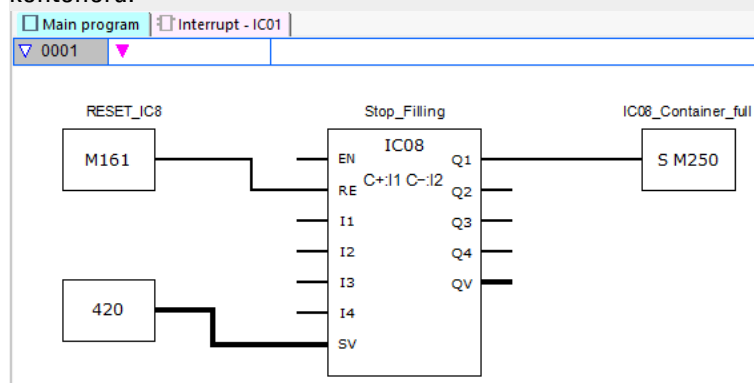 Main program Interrupt - IC01
0001
RESET_IC8 Stop_Filling IC08_Container_full
M161 IC08 S M250
C+:I1 C−:I2
EN Q1
RE Q2
I1 Q3
I2 Q4
I3 QV
420 I4
SV